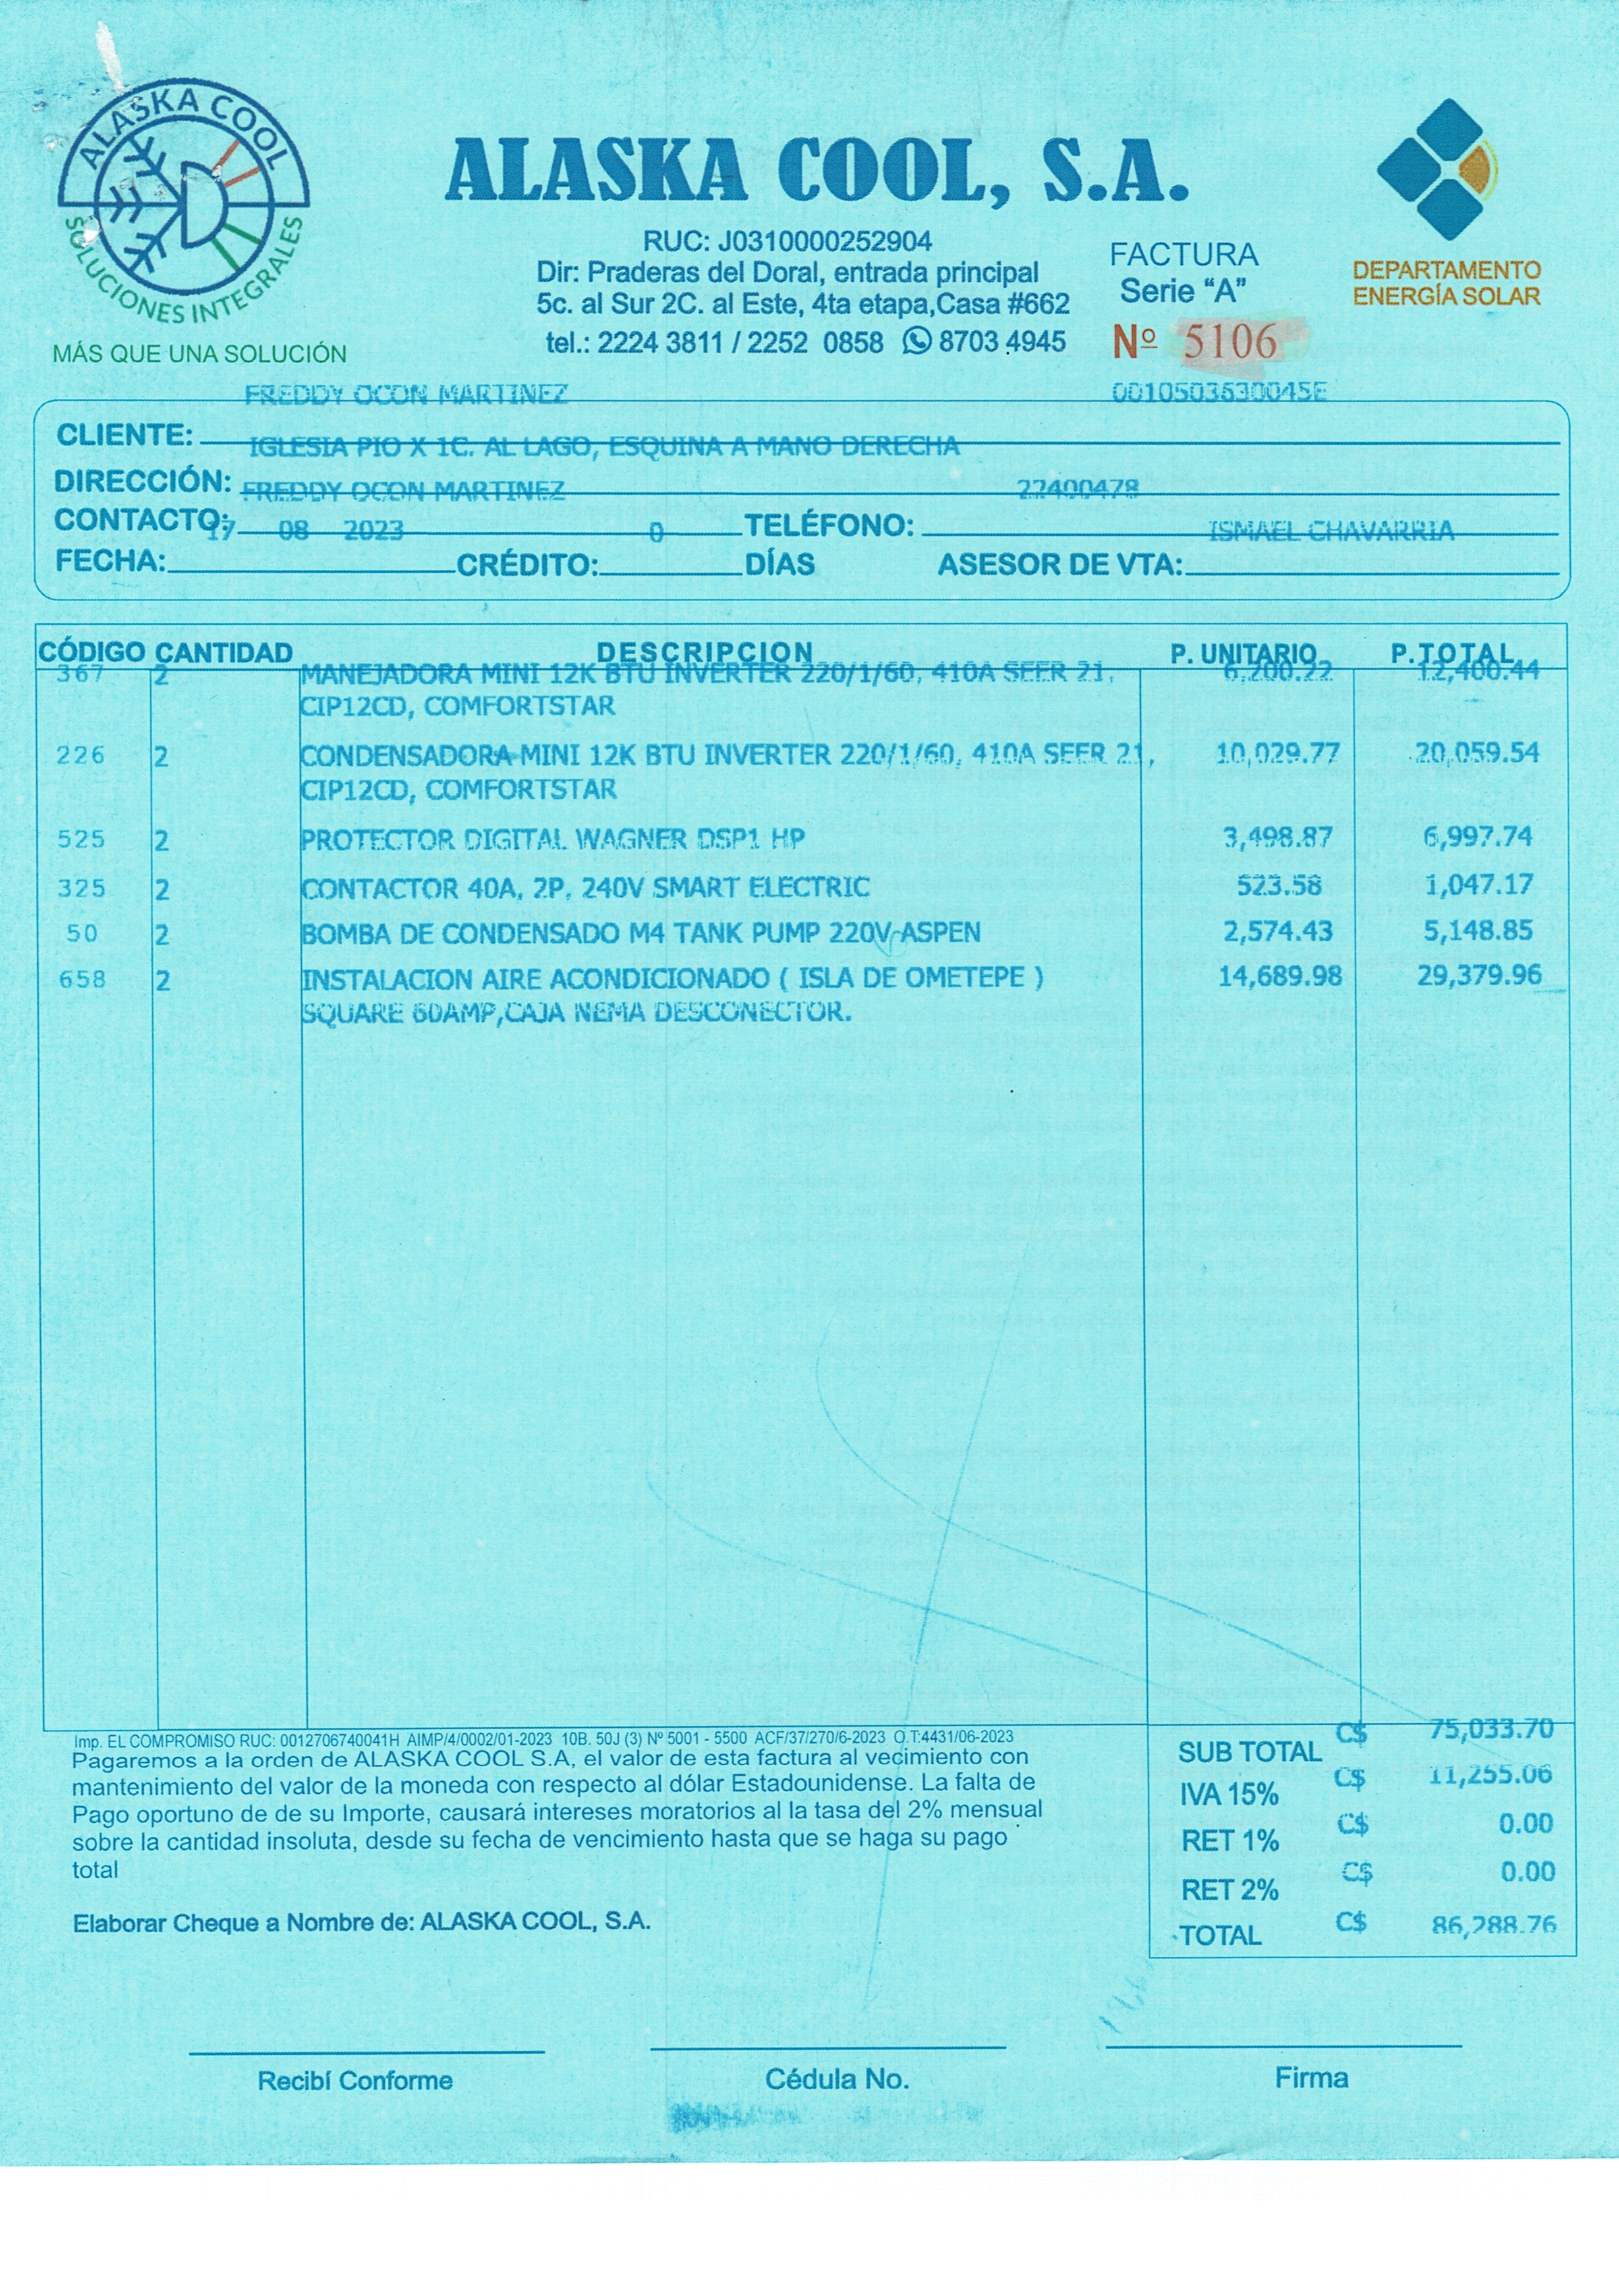 ALASKA COOL
SOLUCIONES INTEGRALES
MÁS QUE UNA SOLUCIÓN
ALASKA COOL, S.A.
RUC: J0310000252904
Dir: Praderas del Doral, entrada principal
5c. al Sur 2C. al Este, 4ta etapa,Casa #662
tel.: 2224 3811 / 2252 0858 8703 4945
FACTURA
Serie “A”
Nº 5106
DEPARTAMENTO
ENERGÍA SOLAR
FREDDY OCON MARTINEZ 0010503630045E
CLIENTE:
IGLESIA PIO X 1C. AL LAGO, ESQUINA A MANO DERECHA
DIRECCIÓN: FREDDY OCON MARTINEZ 22400478
CONTACTO: TELÉFONO:
17 08 2023 0 ISMAEL CHAVARRIA
FECHA: CRÉDITO: DÍAS ASESOR DE VTA:
CÓDIGO CANTIDAD DESCRIPCION P. UNITARIO P.TOTAL
367 2 MANEJADORA MINI 12K BTU INVERTER 220/1/60, 410A SEER 21, 6,200.22 12,400.44
CIP12CD, COMFORTSTAR
226 2 CONDENSADORA MINI 12K BTU INVERTER 220/1/60, 410A SEER 21, 10,029.77 20,059.54
CIP12CD, COMFORTSTAR
525 2 PROTECTOR DIGITAL WAGNER DSP1 HP 3,498.87 6,997.74
325 2 CONTACTOR 40A, 2P, 240V SMART ELECTRIC 523.58 1,047.17
50 2 BOMBA DE CONDENSADO M4 TANK PUMP 220V ASPEN 2,574.43 5,148.85
658 2 INSTALACION AIRE ACONDICIONADO ( ISLA DE OMETEPE ) 14,689.98 29,379.96
SQUARE 60AMP,CAJA NEMA DESCONECTOR.
Imp. EL COMPROMISO RUC: 0012706740041H AIMP/4/0002/01-2023 10B. 50J (3) Nº 5001 - 5500 ACF/37/270/6-2023 O.T:4431/06-2023
Pagaremos a la orden de ALASKA COOL S.A, el valor de esta factura al vecimiento con
mantenimiento del valor de la moneda con respecto al dólar Estadounidense. La falta de
Pago oportuno de de su Importe, causará intereses moratorios al la tasa del 2% mensual
sobre la cantidad insoluta, desde su fecha de vencimiento hasta que se haga su pago
total
Elaborar Cheque a Nombre de: ALASKA COOL, S.A.
SUB TOTAL C$ 75,033.70
IVA 15% C$ 11,255.06
RET 1% C$ 0.00
RET 2% C$ 0.00
TOTAL C$ 86,288.76
Recibí Conforme Cédula No. Firma